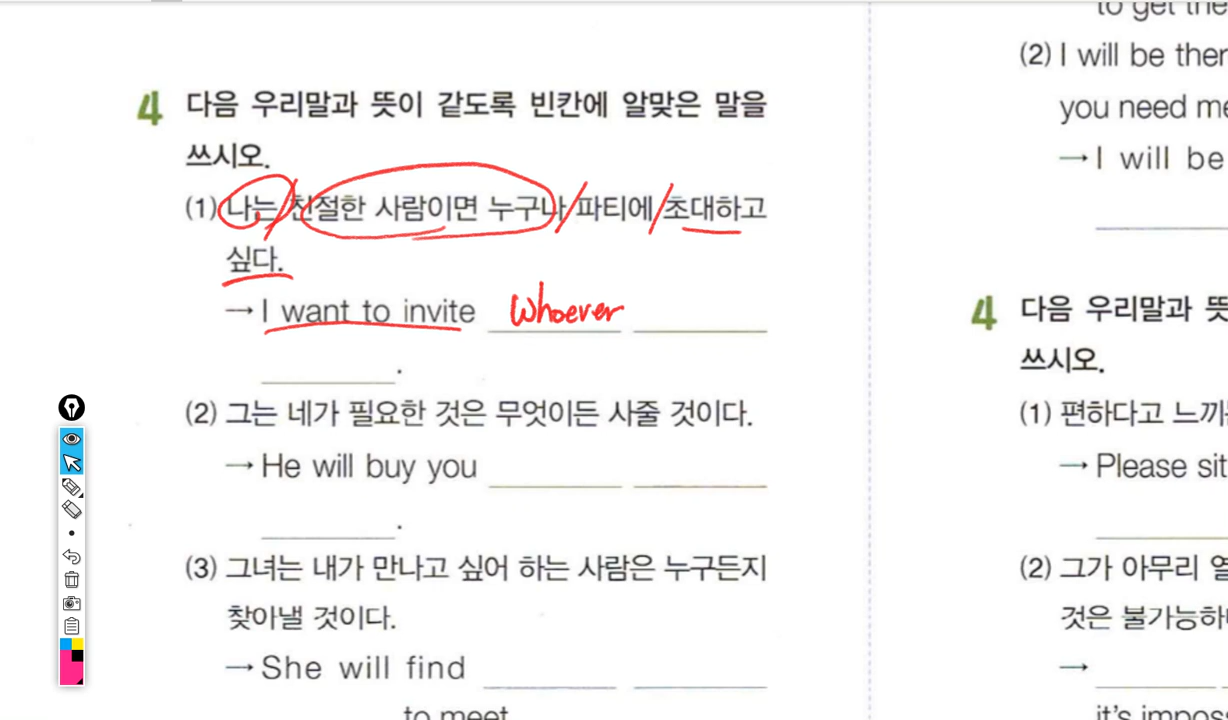 to get the
(2) I will be ther
you need me
→ I will be
4 다음 우리말과 뜻이 같도록 빈칸에 알맞은 말을
쓰시오.
(1) 나는 친절한 사람이면 누구나 파티에 초대하고
싶다.
→ I want to invite Whoever
.
(2) 그는 네가 필요한 것은 무엇이든 사줄 것이다.
→ He will buy you
.
(3) 그녀는 내가 만나고 싶어 하는 사람은 누구든지
찾아낼 것이다.
→ She will find
to meet
4 다음 우리말과 뜻
쓰시오.
(1) 편하다고 느끼
→ Please sit
(2) 그가 아무리 열
것은 불가능하
→
it's imposs